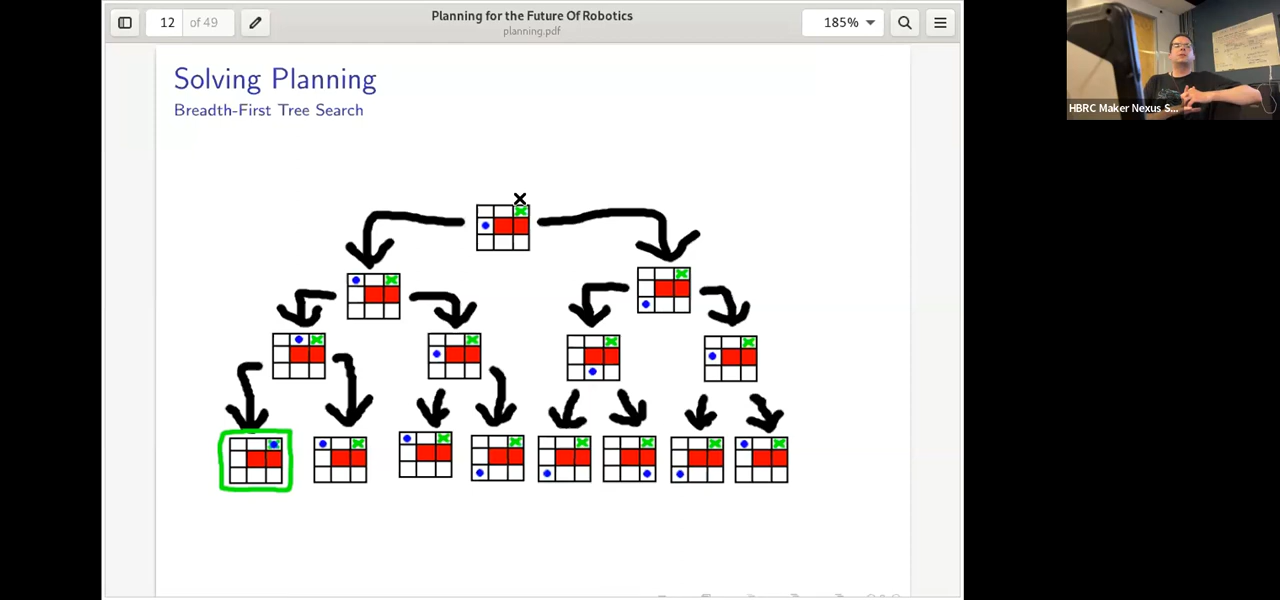 12 of 49
Planning for the Future Of Robotics
planning.pdf
185%
Solving Planning
Breadth-First Tree Search
HBRC Maker Nexus S...